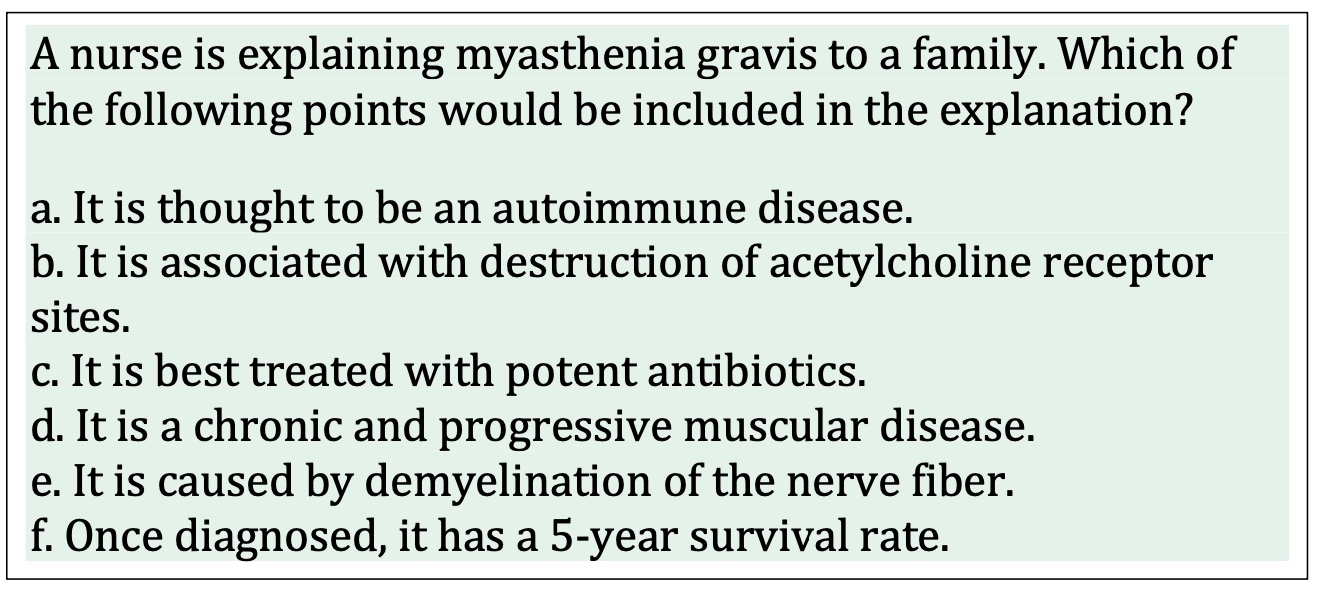 A nurse is explaining myasthenia gravis to a family. Which of
the following points would be included in the explanation?
a. It is thought to be an autoimmune disease.
b. It is associated with destruction of acetylcholine receptor
sites.
c. It is best treated with potent antibiotics.
d. It is a chronic and progressive muscular disease.
e. It is caused by demyelination of the nerve fiber.
f. Once diagnosed, it has a 5-year survival rate.